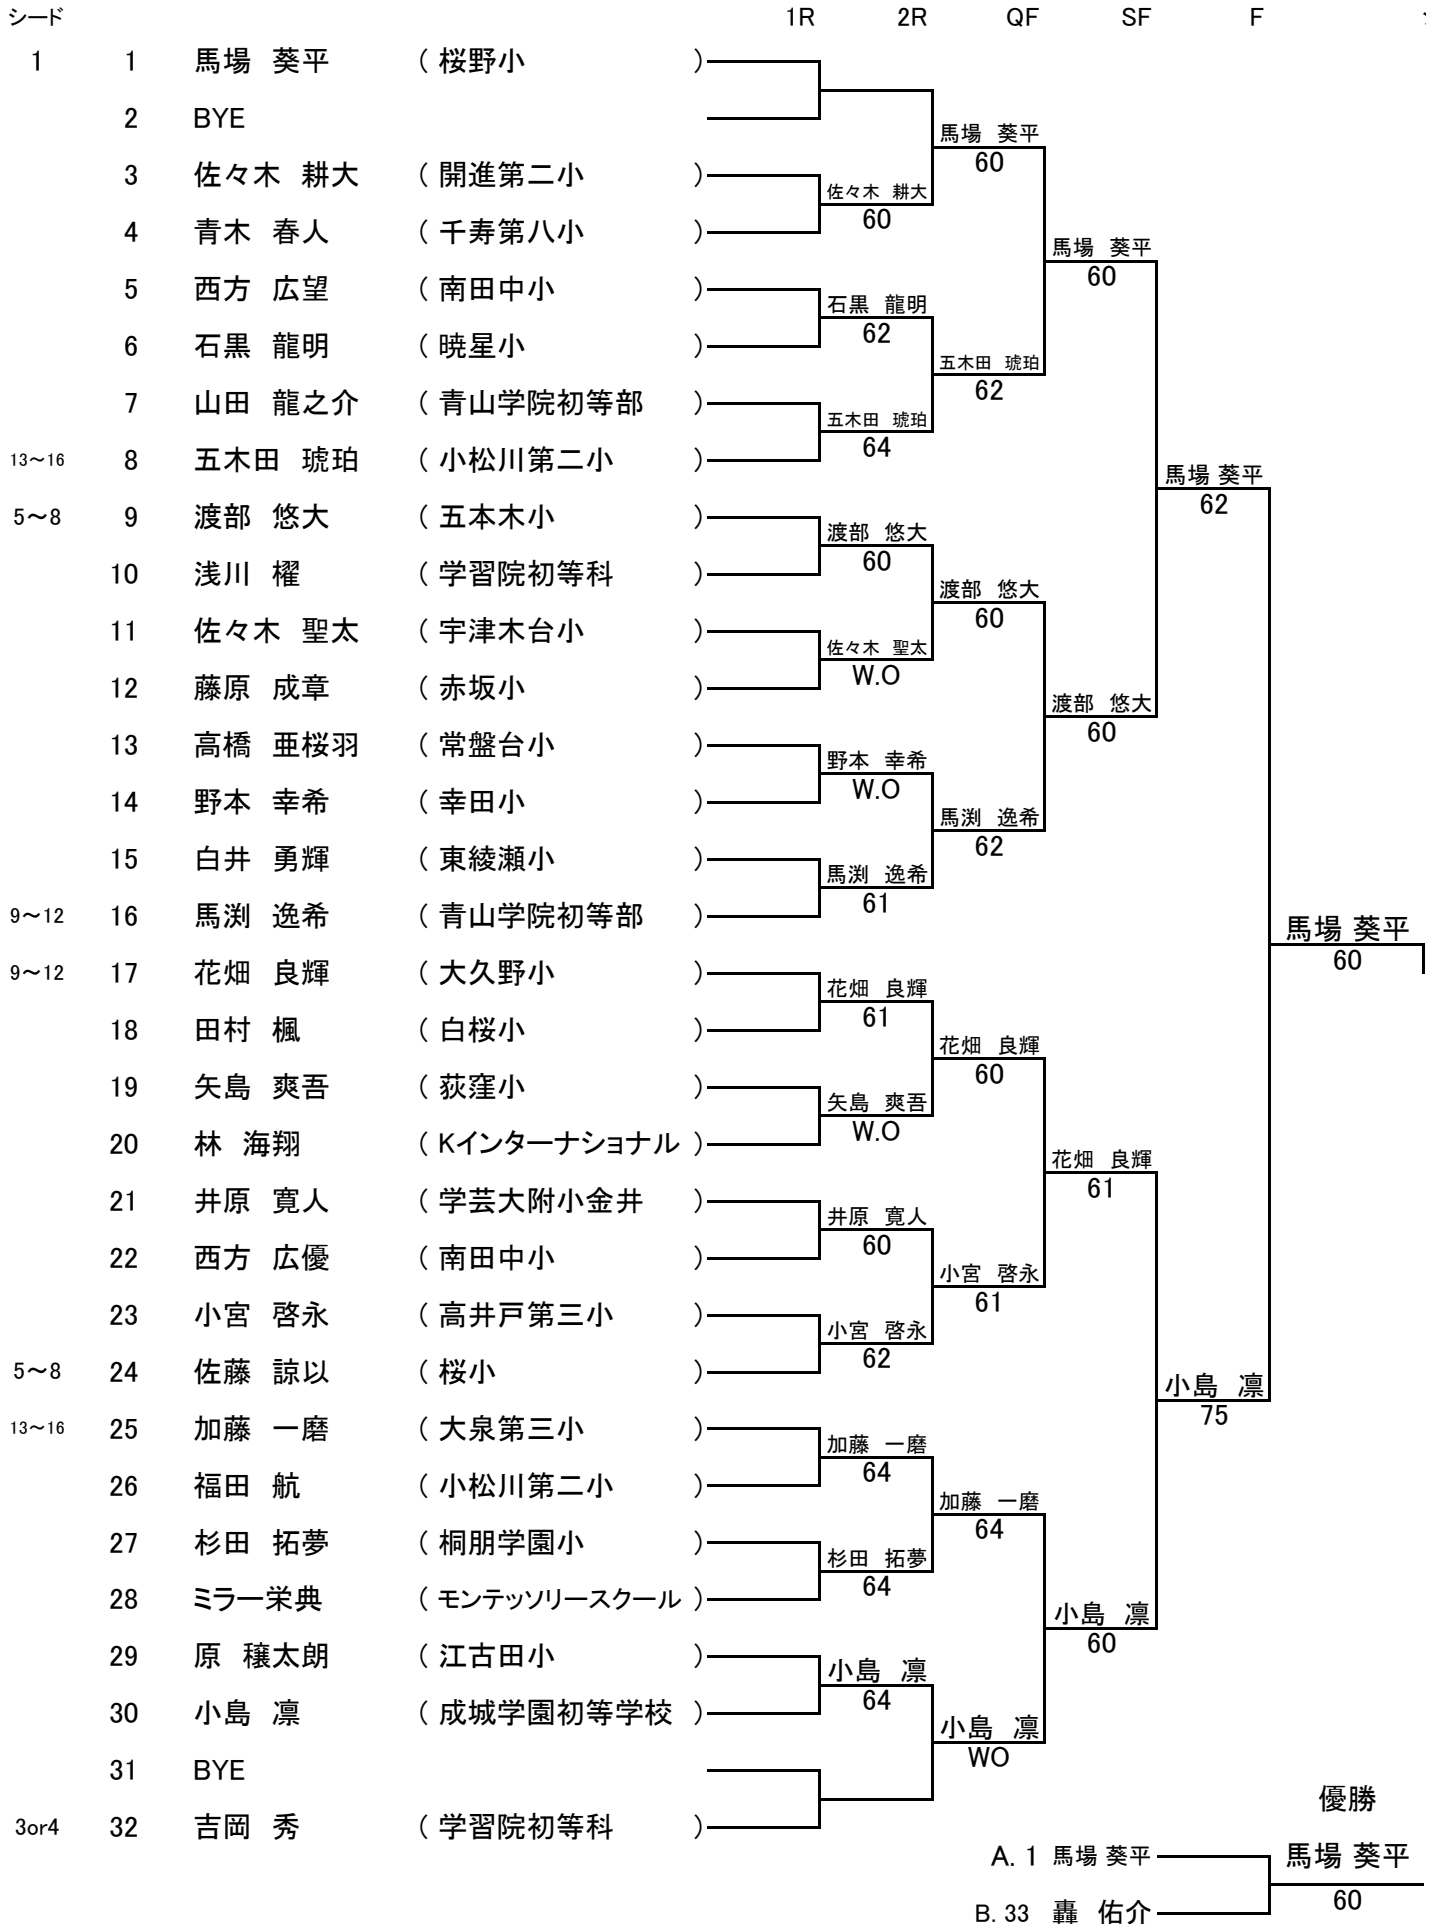 シード 1R 2R QF SF F
1 1 馬場 葵平 ( 桜野小 )
2 BYE
馬場 葵平
60
3 佐々木 耕大 ( 開進第二小 )
佐々木 耕大
60
4 青木 春人 ( 千寿第八小 )
馬場 葵平
60
5 西方 広望 ( 南田中小 )
石黒 龍明
62
6 石黒 龍明 ( 暁星小 )
五木田 琥珀
62
7 山田 龍之介 ( 青山学院初等部 )
五木田 琥珀
64
13～16 8 五木田 琥珀 ( 小松川第二小 )
馬場 葵平
62
5～8 9 渡部 悠大 ( 五本木小 )
渡部 悠大
60
10 浅川 櫂 ( 学習院初等科 )
渡部 悠大
60
11 佐々木 聖太 ( 宇津木台小 )
佐々木 聖太
W.O
12 藤原 成章 ( 赤坂小 )
渡部 悠大
60
13 高橋 亜桜羽 ( 常盤台小 )
野本 幸希
W.O
14 野本 幸希 ( 幸田小 )
馬渕 逸希
62
15 白井 勇輝 ( 東綾瀬小 )
馬渕 逸希
61
9～12 16 馬渕 逸希 ( 青山学院初等部 )
馬場 葵平
60
9～12 17 花畑 良輝 ( 大久野小 )
花畑 良輝
61
18 田村 楓 ( 白桜小 )
花畑 良輝
60
19 矢島 爽吾 ( 荻窪小 )
矢島 爽吾
W.O
20 林 海翔 ( Kインターナショナル )
花畑 良輝
61
21 井原 寛人 ( 学芸大附小金井 )
井原 寛人
60
22 西方 広優 ( 南田中小 )
小宮 啓永
61
23 小宮 啓永 ( 高井戸第三小 )
小宮 啓永
62
5～8 24 佐藤 諒以 ( 桜小 )
小島 凛
75
13～16 25 加藤 一磨 ( 大泉第三小 )
加藤 一磨
64
26 福田 航 ( 小松川第二小 )
加藤 一磨
64
27 杉田 拓夢 ( 桐朋学園小 )
杉田 拓夢
64
28 ミラー栄典 ( モンテッソリースクール )
小島 凛
60
29 原 穣太朗 ( 江古田小 )
小島 凛
64
30 小島 凛 ( 成城学園初等学校 )
小島 凛
WO
31 BYE
優勝
3or4 32 吉岡 秀 ( 学習院初等科 )
A. 1 馬場 葵平
馬場 葵平
60
B. 33 轟 佑介